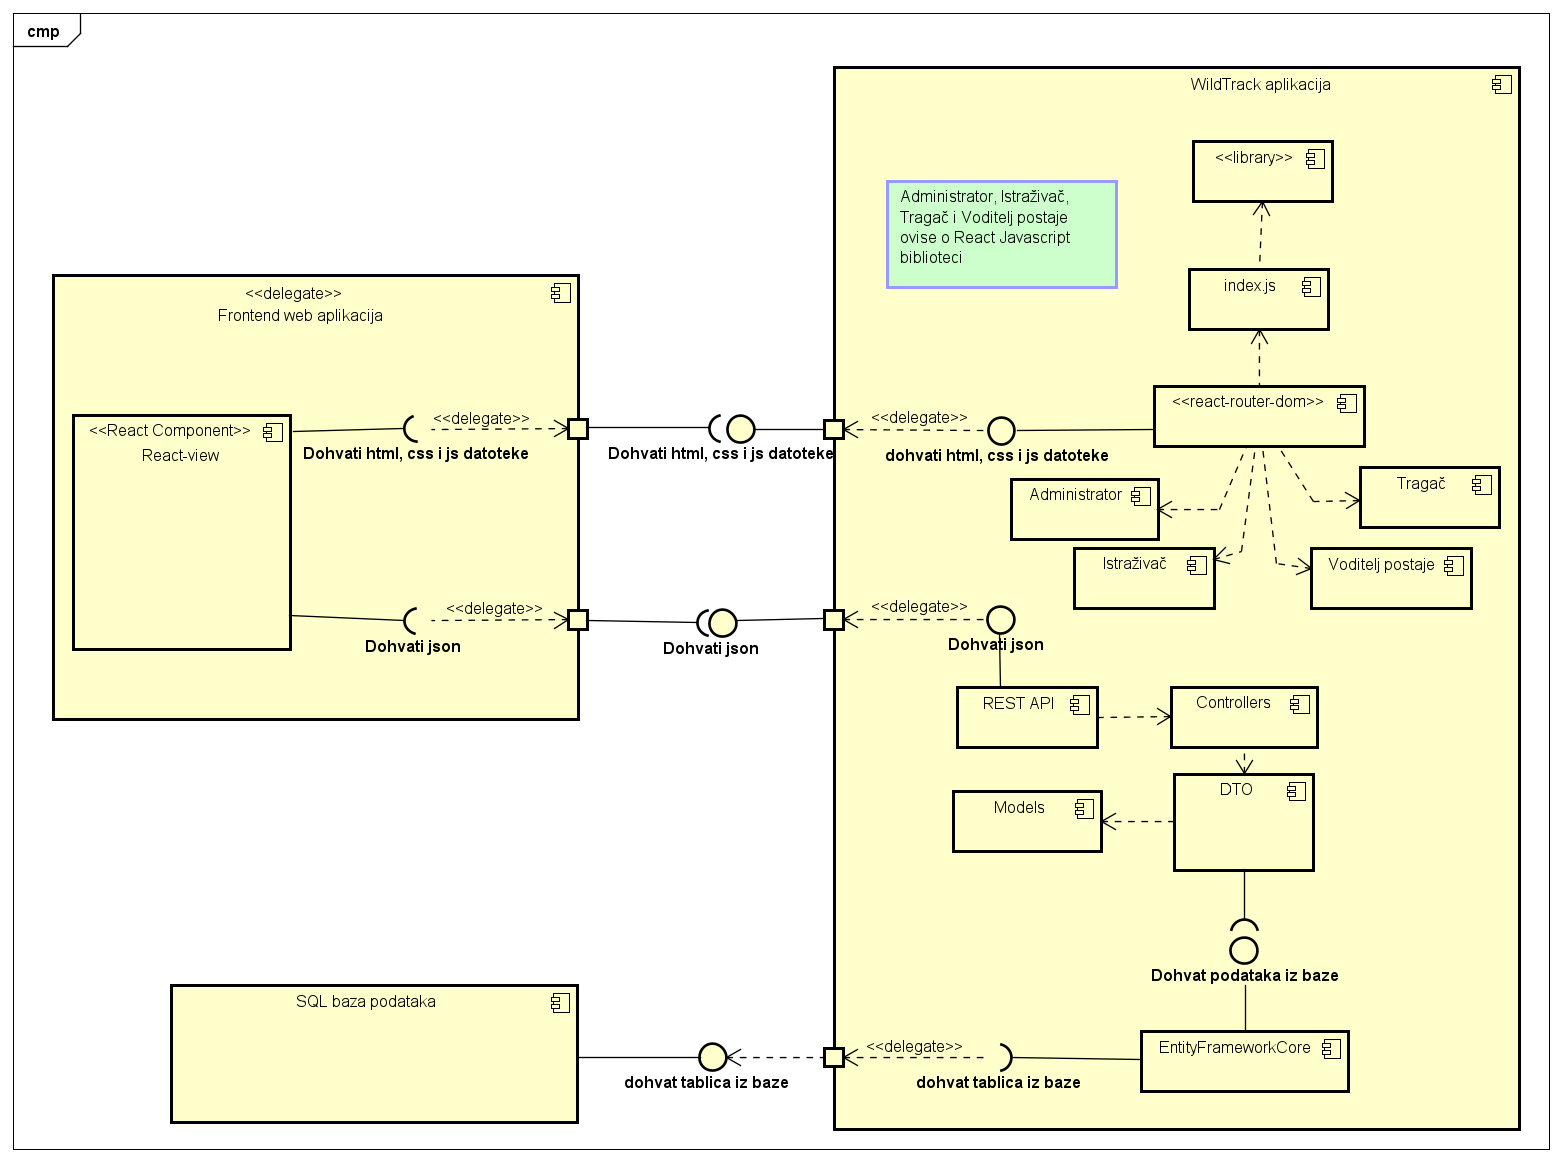 cmp
WildTrack aplikacija
<<library>>
Administrator, Istraživač,
Tragač i Voditelj postaje
ovise o React Javascript
biblioteci
index.js
<<delegate>>
Frontend web aplikacija
<<react-router-dom>>
<<React Component>>
React-view
<<delegate>>
Dohvati html, css i js datoteke
Dohvati html, css i js datoteke
<<delegate>>
dohvati html, css i js datoteke
Administrator
Tragač
Istraživač
Voditelj postaje
<<delegate>>
Dohvati json
Dohvati json
<<delegate>>
Dohvati json
REST API
Controllers
DTO
Models
Dohvat podataka iz baze
SQL baza podataka
dohvat tablica iz baze
<<delegate>>
dohvat tablica iz baze
EntityFrameworkCore